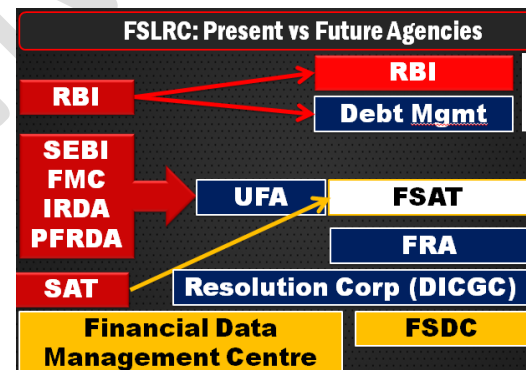 FSLRC: Present vs Future Agencies
RBI
RBI
Debt Mgmt
SEBI
FMC
IRDA
PFRDA
UFA
FSAT
FRA
SAT
Resolution Corp (DICGC)
Financial Data
Management Centre
FSDC